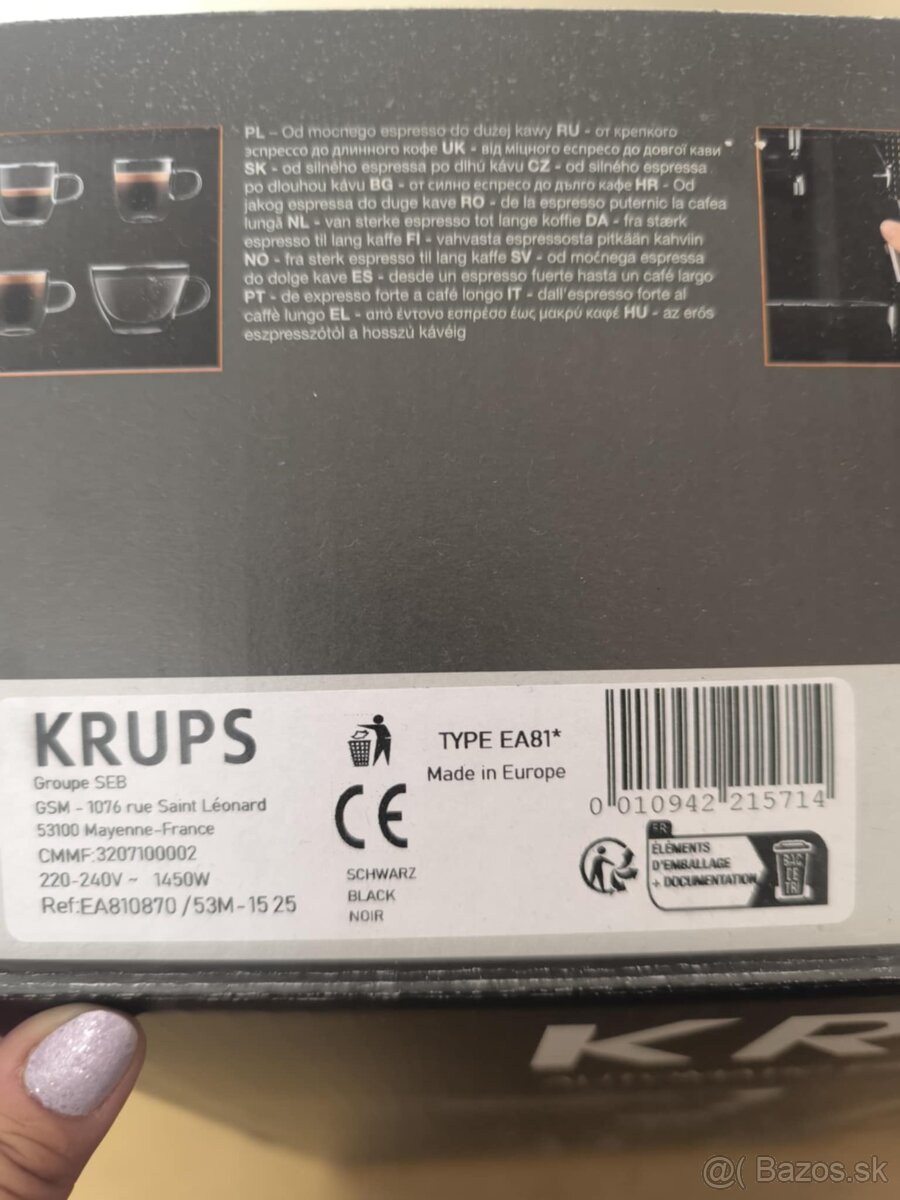 PL – Od mocnego espresso do dużej kawy RU - от крепкого
эспрессо до длинного кофе UK - від міцного еспресо до довгої кави
SK - od silného espressa po dlhú kávu CZ - od silného espressa
po dlouhou kávu BG - от силно еспресо до дълго кафе HR - Od
jakog espressa do duge kave RO - de la espresso puternic la cafea
lungă NL - van sterke espresso tot lange koffie DA - fra stærk
espresso til lang kaffe FI - vahvasta espressosta pitkään kahviin
NO - fra sterk espresso til lang kaffe SV - od močnega espressa
do dolge kave ES - desde un espresso fuerte hasta un café largo
PT - de expresso forte a café longo IT - dall'espresso forte al
caffè lungo EL - από έντονο εσπρέσο έως μακρύ καφέ HU - az erős
eszpresszótól a hosszú kávéig
KRUPS
Groupe SEB
GSM - 1076 rue Saint Léonard
53100 Mayenne-France
CMMF:3207100002
220-240V ~ 1450W
Ref:EA810870 /53M-15 25
CE
SCHWARZ
BLACK
NOIR
TYPE EA81*
Made in Europe
0 010942 215714
FR
ÉLÉMENTS
D'EMBALLAGE
+ DOCUMENTATION
BAC
DE
TRI
KR
@( Bazos.sk